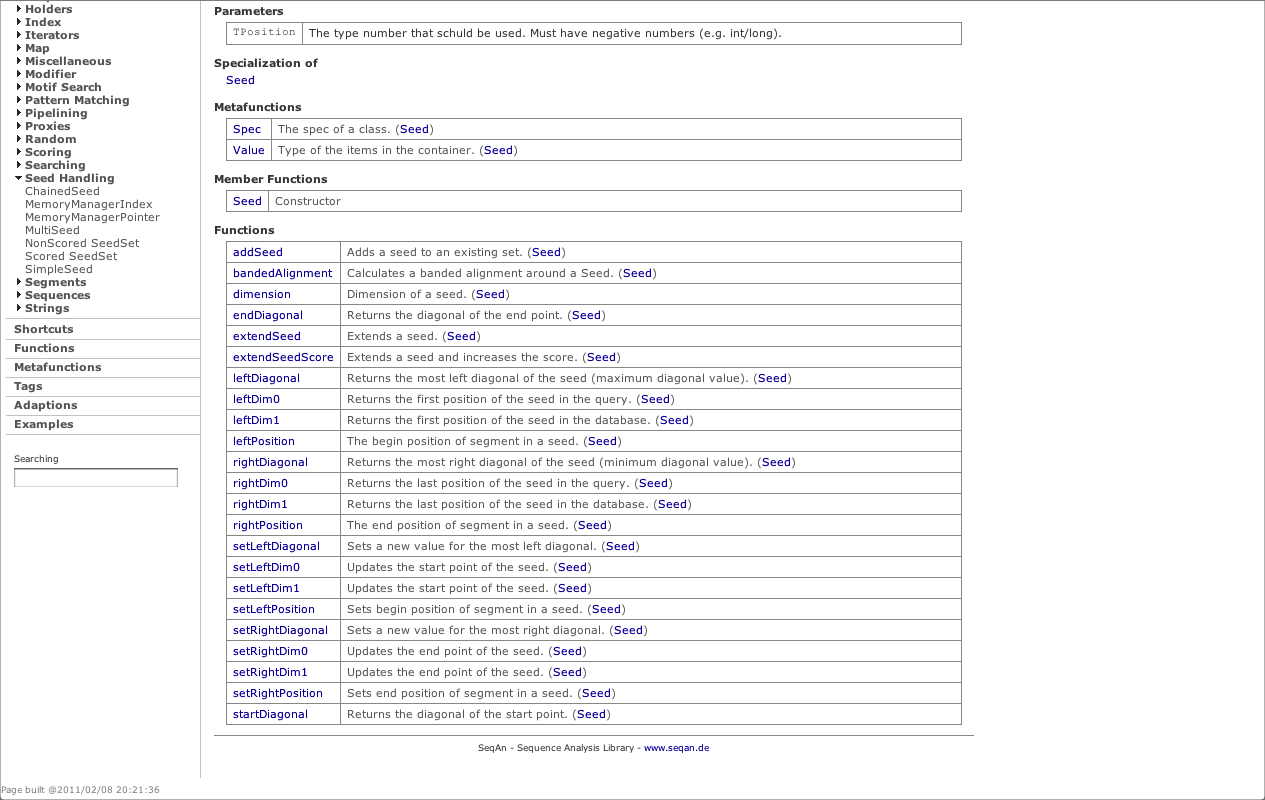 Holders
Index
Iterators
Map
Miscellaneous
Modifier
Motif Search
Pattern Matching
Pipelining
Proxies
Random
Scoring
Searching
Seed Handling
ChainedSeed
MemoryManagerIndex
MemoryManagerPointer
MultiSeed
NonScored SeedSet
Scored SeedSet
SimpleSeed
Segments
Sequences
Strings
Shortcuts
Functions
Metafunctions
Tags
Adaptions
Examples
Searching
Parameters
TPosition The type number that schuld be used. Must have negative numbers (e.g. int/long).
Specialization of
Seed
Metafunctions
Spec The spec of a class. (Seed)
Value Type of the items in the container. (Seed)
Member Functions
Seed Constructor
Functions
addSeed Adds a seed to an existing set. (Seed)
bandedAlignment Calculates a banded alignment around a Seed. (Seed)
dimension Dimension of a seed. (Seed)
endDiagonal Returns the diagonal of the end point. (Seed)
extendSeed Extends a seed. (Seed)
extendSeedScore Extends a seed and increases the score. (Seed)
leftDiagonal Returns the most left diagonal of the seed (maximum diagonal value). (Seed)
leftDim0 Returns the first position of the seed in the query. (Seed)
leftDim1 Returns the first position of the seed in the database. (Seed)
leftPosition The begin position of segment in a seed. (Seed)
rightDiagonal Returns the most right diagonal of the seed (minimum diagonal value). (Seed)
rightDim0 Returns the last position of the seed in the query. (Seed)
rightDim1 Returns the last position of the seed in the database. (Seed)
rightPosition The end position of segment in a seed. (Seed)
setLeftDiagonal Sets a new value for the most left diagonal. (Seed)
setLeftDim0 Updates the start point of the seed. (Seed)
setLeftDim1 Updates the start point of the seed. (Seed)
setLeftPosition Sets begin position of segment in a seed. (Seed)
setRightDiagonal Sets a new value for the most right diagonal. (Seed)
setRightDim0 Updates the end point of the seed. (Seed)
setRightDim1 Updates the end point of the seed. (Seed)
setRightPosition Sets end position of segment in a seed. (Seed)
startDiagonal Returns the diagonal of the start point. (Seed)
SeqAn - Sequence Analysis Library - www.seqan.de
Page built @2011/02/08 20:21:36